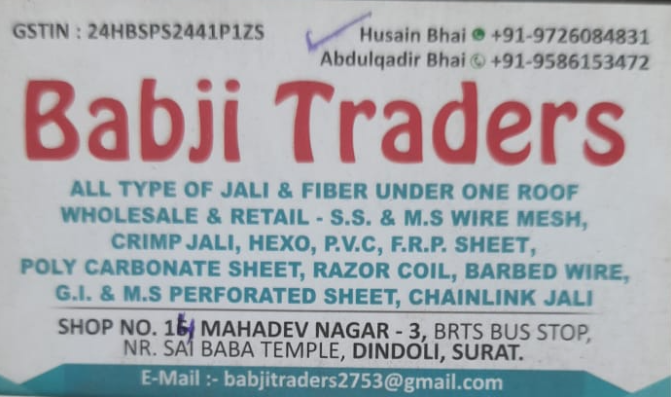 GSTIN : 24HBSPS2441P1ZS
Husain Bhai +91-9726084831
Abdulqadir Bhai +91-9586153472
Babji Traders
ALL TYPE OF JALI & FIBER UNDER ONE ROOF
WHOLESALE & RETAIL - S.S. & M.S WIRE MESH,
CRIMP JALI, HEXO, P.V.C, F.R.P. SHEET,
POLY CARBONATE SHEET, RAZOR COIL, BARBED WIRE,
G.I. & M.S PERFORATED SHEET, CHAINLINK JALI
SHOP NO. MAHADEV NAGAR - 3, BRTS BUS STOP,
NR. SAI BABA TEMPLE, DINDOLI, SURAT.
E-Mail :- babjitraders2753@gmail.com